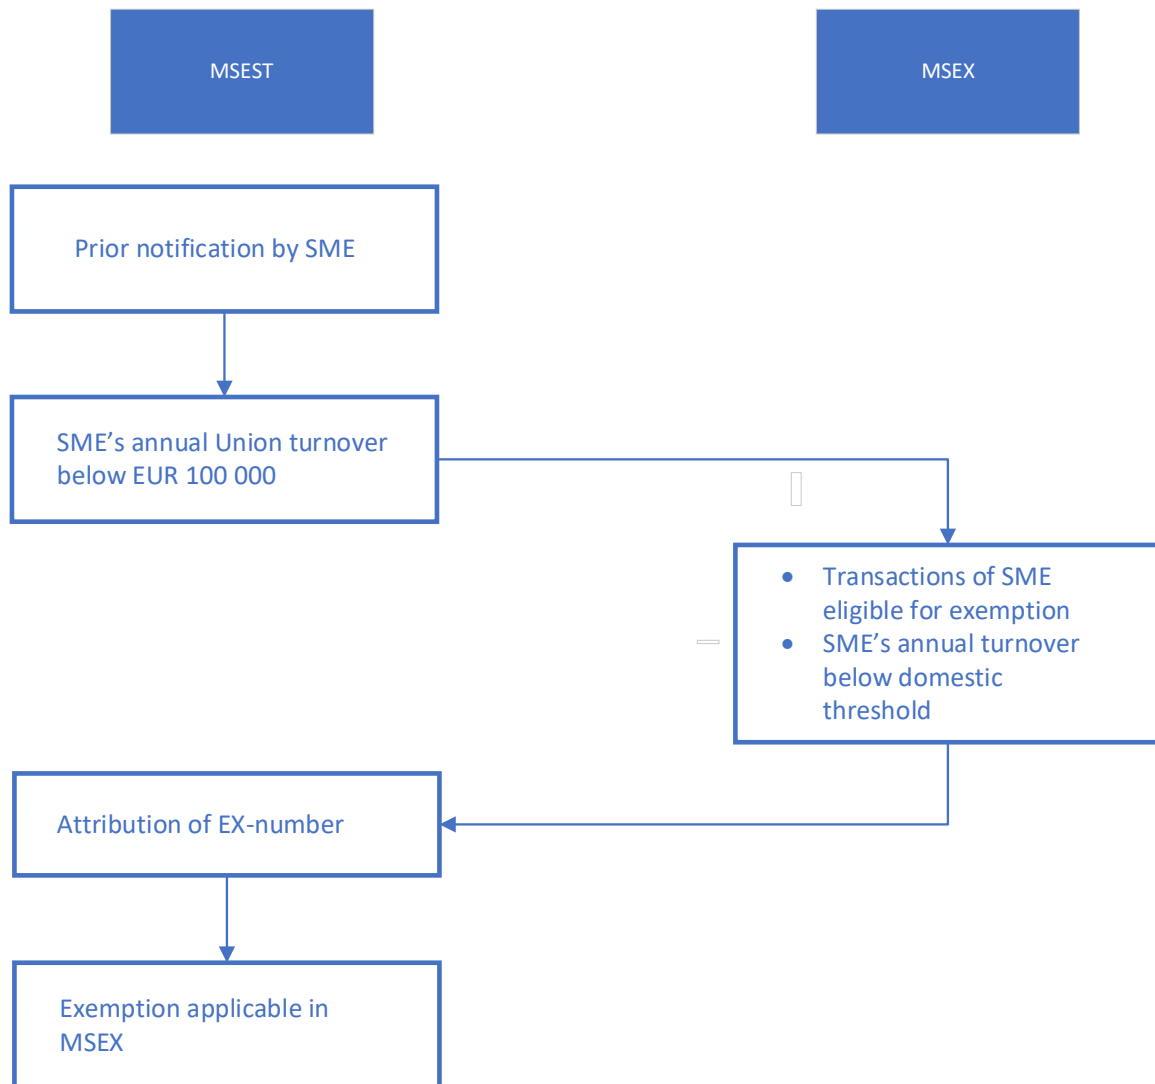 MSEST
MSEX
Prior notification by SME
SME’s annual Union turnover
below EUR 100 000
• Transactions of SME
eligible for exemption
• SME’s annual turnover
below domestic
threshold
Attribution of EX-number
Exemption applicable in
MSEX